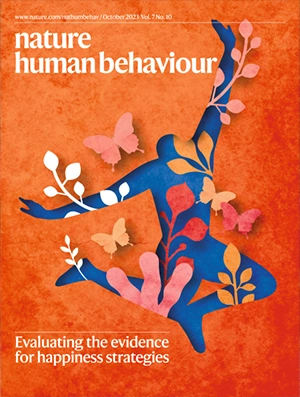 www.nature.com/nathumbehav / October 2023 Vol. 7 No. 10
nature
human behaviour
Evaluating the evidence
for happiness strategies